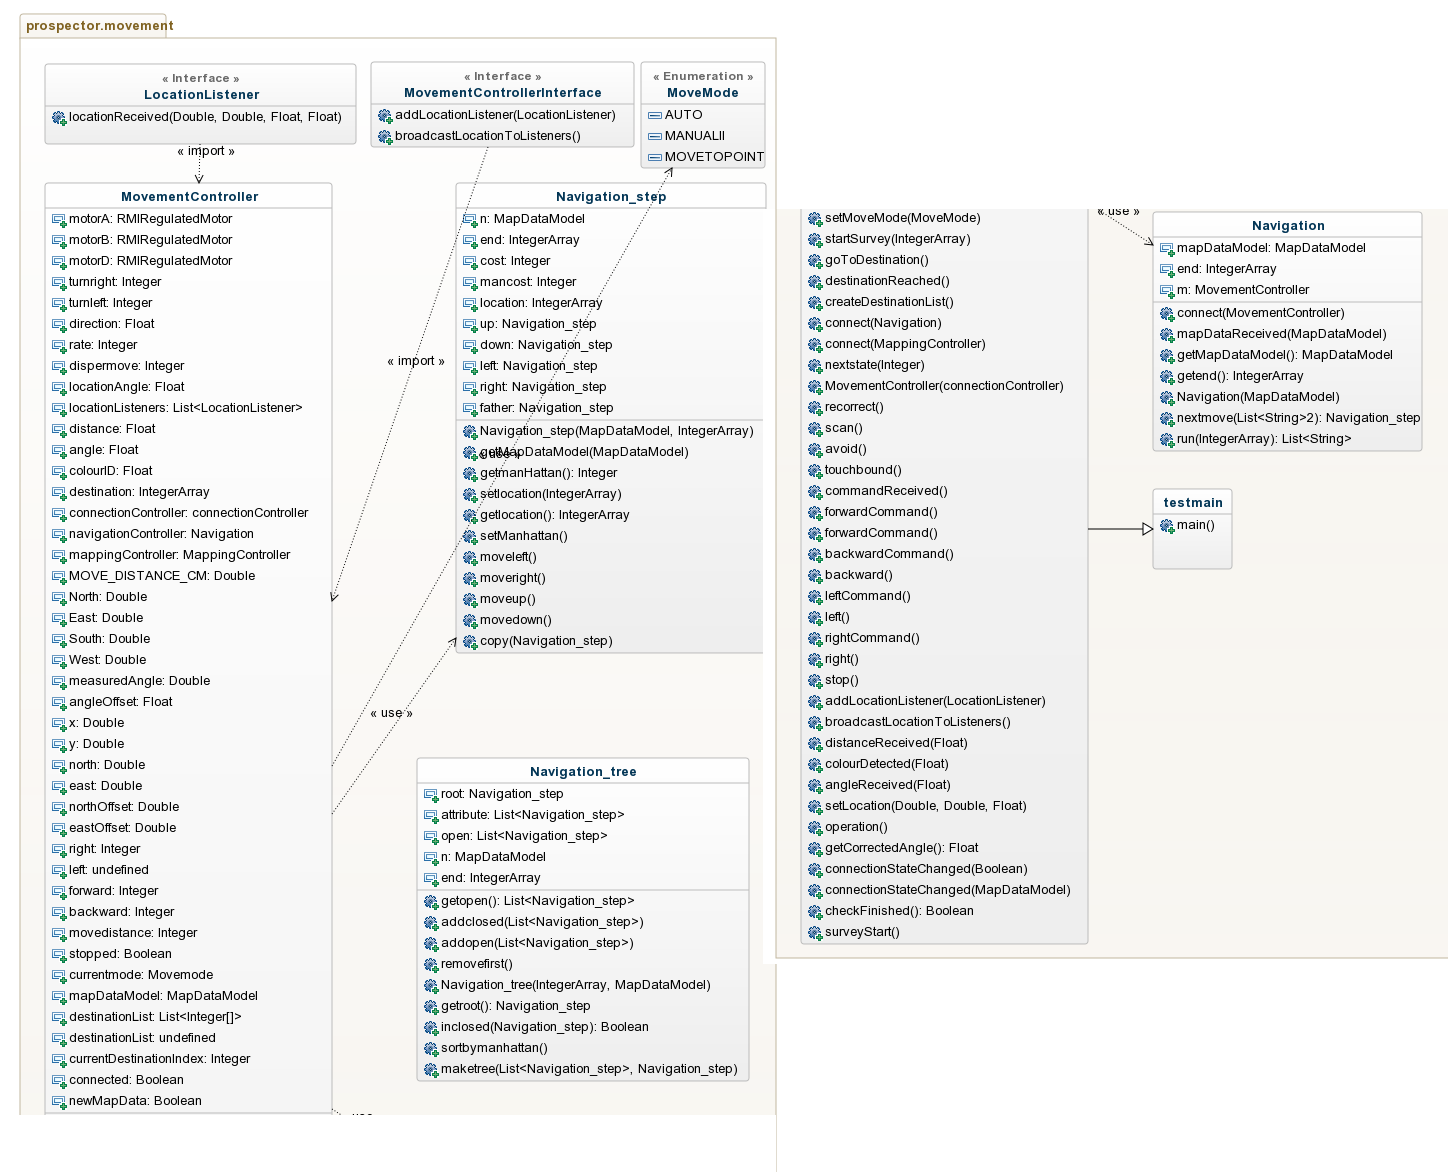 prospector.movement
« Interface »
LocationListener
locationReceived(Double, Double, Float, Float)
« Interface »
MovementControllerInterface
addLocationListener(LocationListener)
broadcastLocationToListeners()
« Enumeration »
MoveMode
AUTO
MANUALII
MOVETOPOINT
« import »
MovementController
motorA: RMIRegulatedMotor
motorB: RMIRegulatedMotor
motorD: RMIRegulatedMotor
turnright: Integer
turnleft: Integer
direction: Float
rate: Integer
dispermove: Integer
locationAngle: Float
locationListeners: List<LocationListener>
distance: Float
angle: Float
colourID: Float
destination: IntegerArray
connectionController: connectionController
navigationController: Navigation
mappingController: MappingController
MOVE_DISTANCE_CM: Double
North: Double
East: Double
South: Double
West: Double
measuredAngle: Double
angleOffset: Float
x: Double
y: Double
north: Double
east: Double
northOffset: Double
eastOffset: Double
right: Integer
left: undefined
forward: Integer
backward: Integer
movedistance: Integer
stopped: Boolean
currentmode: Movemode
mapDataModel: MapDataModel
destinationList: List<Integer[]>
destinationList: undefined
currentDestinationIndex: Integer
connected: Boolean
newMapData: Boolean
« import »
« use »
« use »
Navigation_step
n: MapDataModel
end: IntegerArray
cost: Integer
mancost: Integer
location: IntegerArray
up: Navigation_step
down: Navigation_step
left: Navigation_step
right: Navigation_step
father: Navigation_step
Navigation_step(MapDataModel, IntegerArray)
getMapDataModel(MapDataModel)
getmanHattan(): Integer
setlocation(IntegerArray)
getlocation(): IntegerArray
setManhattan()
moveleft()
moveright()
moveup()
movedown()
copy(Navigation_step)
Navigation_tree
root: Navigation_step
attribute: List<Navigation_step>
open: List<Navigation_step>
n: MapDataModel
end: IntegerArray
getopen(): List<Navigation_step>
addclosed(List<Navigation_step>)
addopen(List<Navigation_step>)
removefirst()
Navigation_tree(IntegerArray, MapDataModel)
getroot(): Navigation_step
inclosed(Navigation_step): Boolean
sortbymanhattan()
maketree(List<Navigation_step>, Navigation_step)
setMoveMode(MoveMode)
startSurvey(IntegerArray)
goToDestination()
destinationReached()
createDestinationList()
connect(Navigation)
connect(MappingController)
nextstate(Integer)
MovementController(connectionController)
recorrect()
scan()
avoid()
touchbound()
commandReceived()
forwardCommand()
forwardCommand()
backwardCommand()
backward()
leftCommand()
left()
rightCommand()
right()
stop()
addLocationListener(LocationListener)
broadcastLocationToListeners()
distanceReceived(Float)
colourDetected(Float)
angleReceived(Float)
setLocation(Double, Double, Float)
operation()
getCorrectedAngle(): Float
connectionStateChanged(Boolean)
connectionStateChanged(MapDataModel)
checkFinished(): Boolean
surveyStart()
« use »
Navigation
mapDataModel: MapDataModel
end: IntegerArray
m: MovementController
connect(MovementController)
mapDataReceived(MapDataModel)
getMapDataModel(): MapDataModel
getend(): IntegerArray
Navigation(MapDataModel)
nextmove(List<String>2): Navigation_step
run(IntegerArray): List<String>
testmain
main()